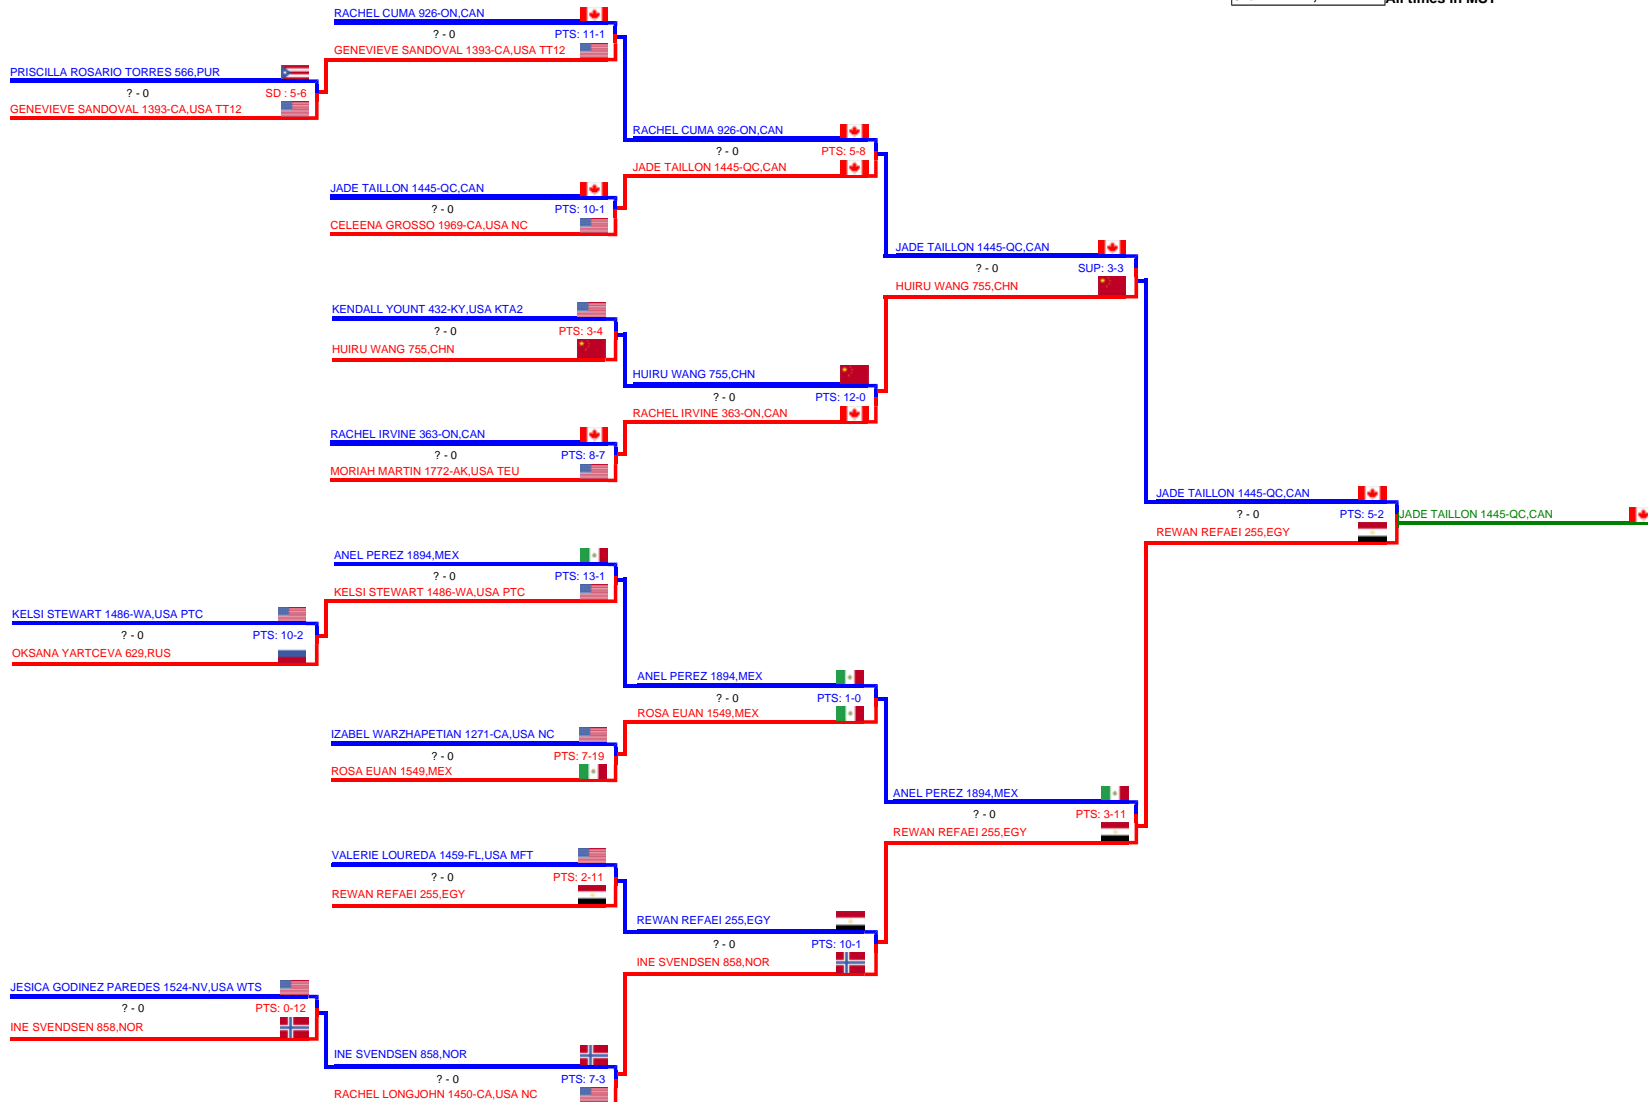 All times in MST
RACHEL CUMA 926-ON,CAN
? - 0
PTS: 11-1
GENEVIEVE SANDOVAL 1393-CA,USA TT12
PRISCILLA ROSARIO TORRES 566,PUR
? - 0
SD : 5-6
GENEVIEVE SANDOVAL 1393-CA,USA TT12
RACHEL CUMA 926-ON,CAN
? - 0
PTS: 5-8
JADE TAILLON 1445-QC,CAN
JADE TAILLON 1445-QC,CAN
? - 0
PTS: 10-1
CELEENA GROSSO 1969-CA,USA NC
JADE TAILLON 1445-QC,CAN
? - 0
SUP: 3-3
HUIRU WANG 755,CHN
KENDALL YOUNT 432-KY,USA KTA2
? - 0
PTS: 3-4
HUIRU WANG 755,CHN
HUIRU WANG 755,CHN
? - 0
PTS: 12-0
RACHEL IRVINE 363-ON,CAN
RACHEL IRVINE 363-ON,CAN
? - 0
PTS: 8-7
MORIAH MARTIN 1772-AK,USA TEU
JADE TAILLON 1445-QC,CAN
? - 0
PTS: 5-2
JADE TAILLON 1445-QC,CAN
REWAN REFAEI 255,EGY
ANEL PEREZ 1894,MEX
? - 0
PTS: 13-1
KELSI STEWART 1486-WA,USA PTC
KELSI STEWART 1486-WA,USA PTC
? - 0
PTS: 10-2
OKSANA YARTCEVA 629,RUS
ANEL PEREZ 1894,MEX
? - 0
PTS: 1-0
ROSA EUAN 1549,MEX
IZABEL WARZHAPETIAN 1271-CA,USA NC
? - 0
PTS: 7-19
ROSA EUAN 1549,MEX
ANEL PEREZ 1894,MEX
? - 0
PTS: 3-11
REWAN REFAEI 255,EGY
VALERIE LOUREDA 1459-FL,USA MFT
? - 0
PTS: 2-11
REWAN REFAEI 255,EGY
REWAN REFAEI 255,EGY
? - 0
PTS: 10-1
INE SVENDSEN 858,NOR
JESICA GODINEZ PAREDES 1524-NV,USA WTS
? - 0
PTS: 0-12
INE SVENDSEN 858,NOR
INE SVENDSEN 858,NOR
? - 0
PTS: 7-3
RACHEL LONGJOHN 1450-CA,USA NC